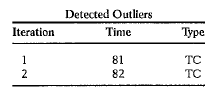 Detected Outliers
Iteration Time Type
1 81 TC
2 82 TC